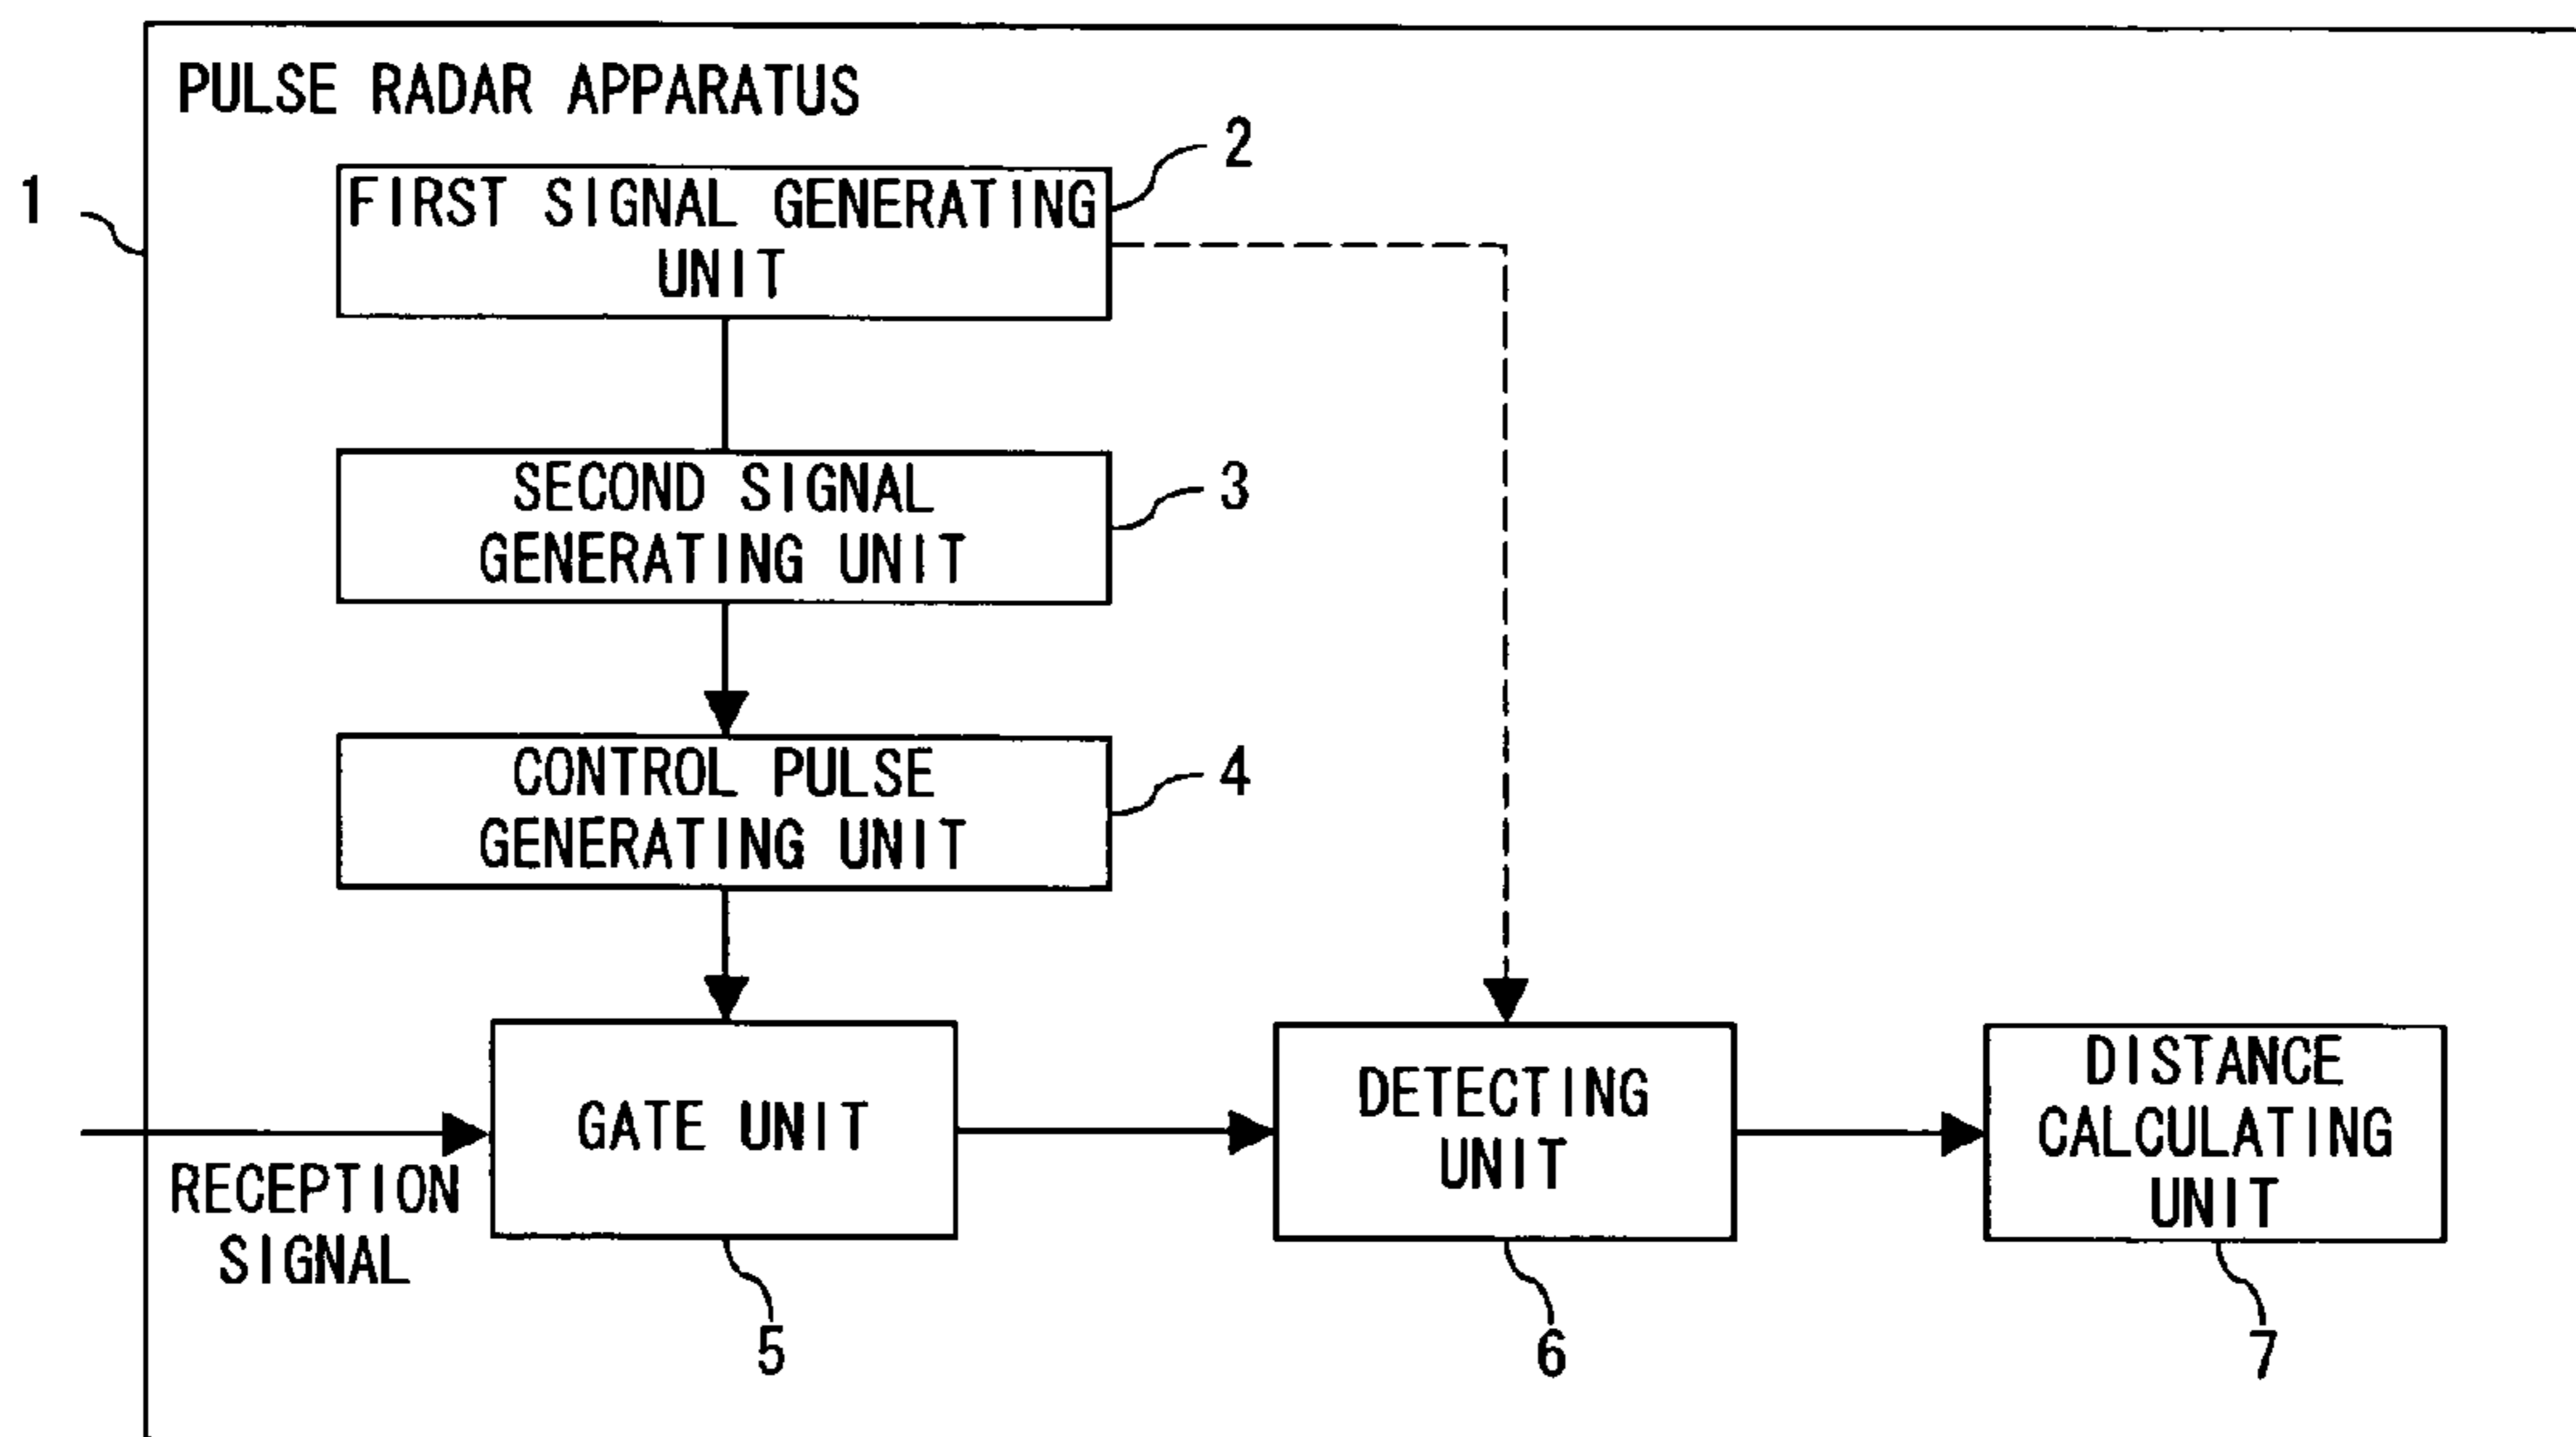 PULSE RADAR APPARATUS
1
2
FIRST SIGNAL GENERATING
UNIT
3
SECOND SIGNAL
GENERATING UNIT
4
CONTROL PULSE
GENERATING UNIT
GATE UNIT
DETECTING
UNIT
DISTANCE
CALCULATING
UNIT
RECEPTION
SIGNAL
5
6
7